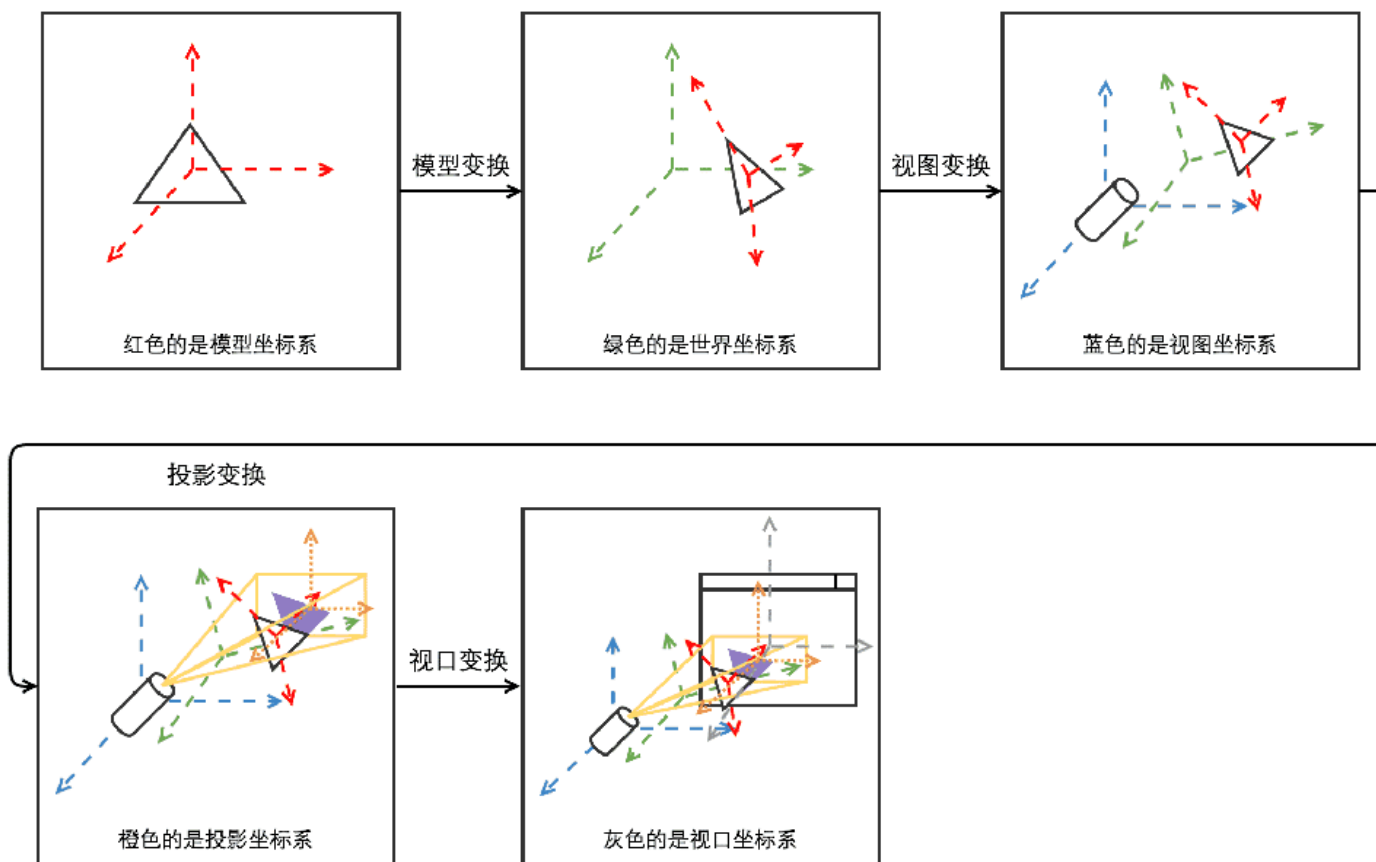 模型变换
视图变换
红色的是模型坐标系
绿色的是世界坐标系
蓝色的是视图坐标系
投影变换
视口变换
橙色的是投影坐标系
灰色的是视口坐标系